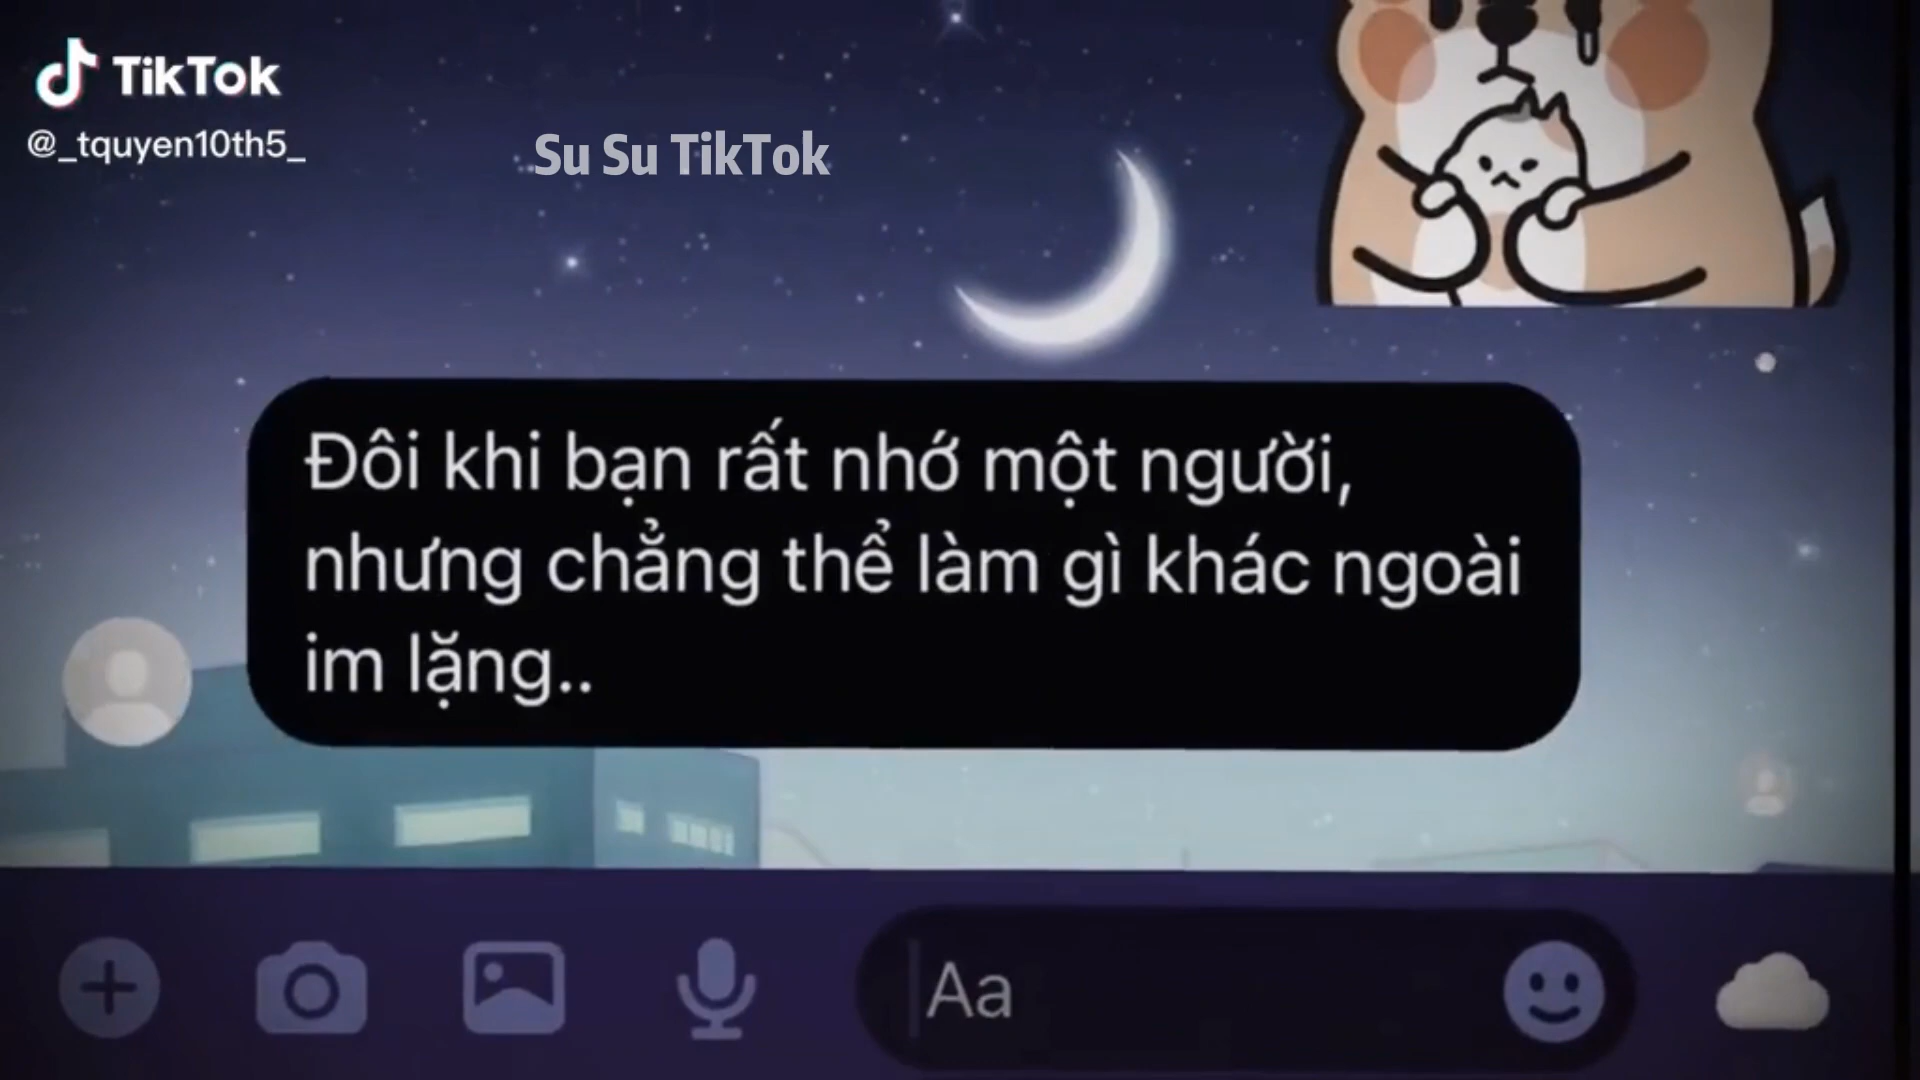 TikTok
@_tquyen10th5_
Su Su TikTok
Đôi khi bạn rất nhớ một người,
nhưng chẳng thể làm gì khác ngoài
im lặng..
Aa